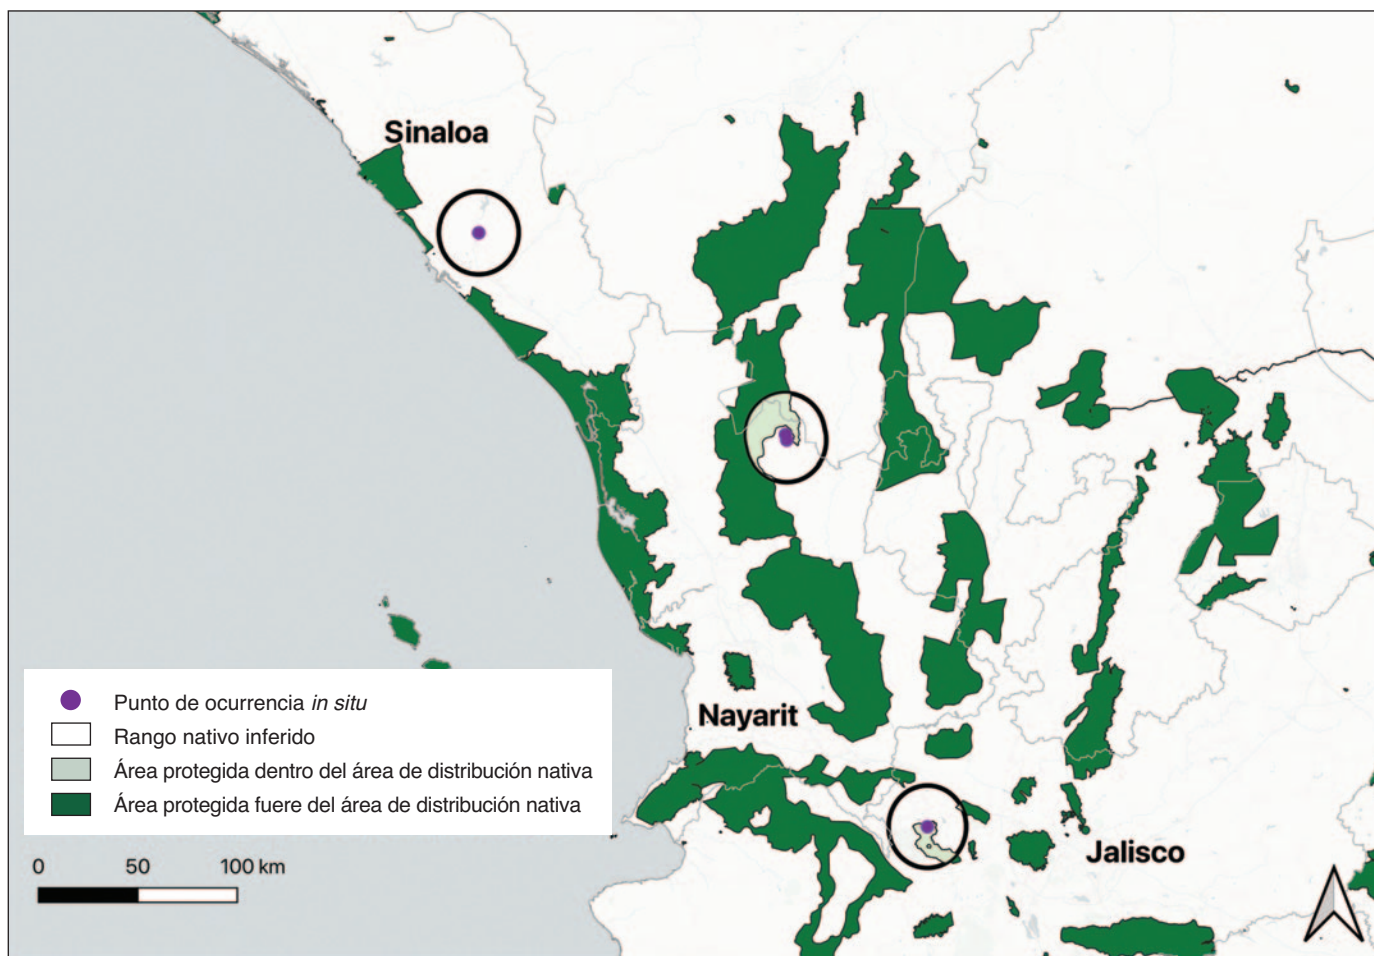 Sinaloa
Nayarit
Jalisco
Punto de ocurrencia in situ
Rango nativo inferido
Área protegida dentro del área de distribución nativa
Área protegida fuere del área de distribución nativa
0 50 100 km